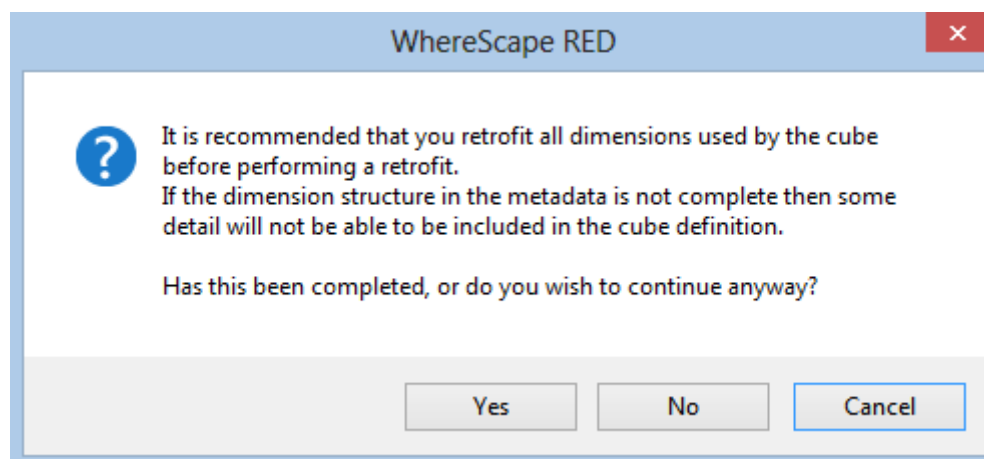 WhereScape RED
It is recommended that you retrofit all dimensions used by the cube
before performing a retrofit.
If the dimension structure in the metadata is not complete then some
detail will not be able to be included in the cube definition.
Has this been completed, or do you wish to continue anyway?
Yes No Cancel